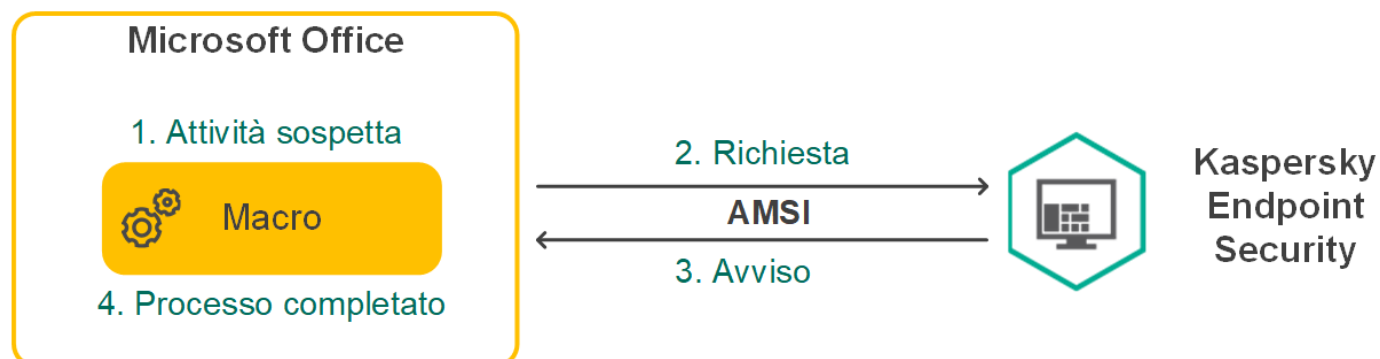 Microsoft Office
1. Attività sospetta
Macro
4. Processo completato
2. Richiesta
AMSI
3. Avviso
Kaspersky
Endpoint
Security